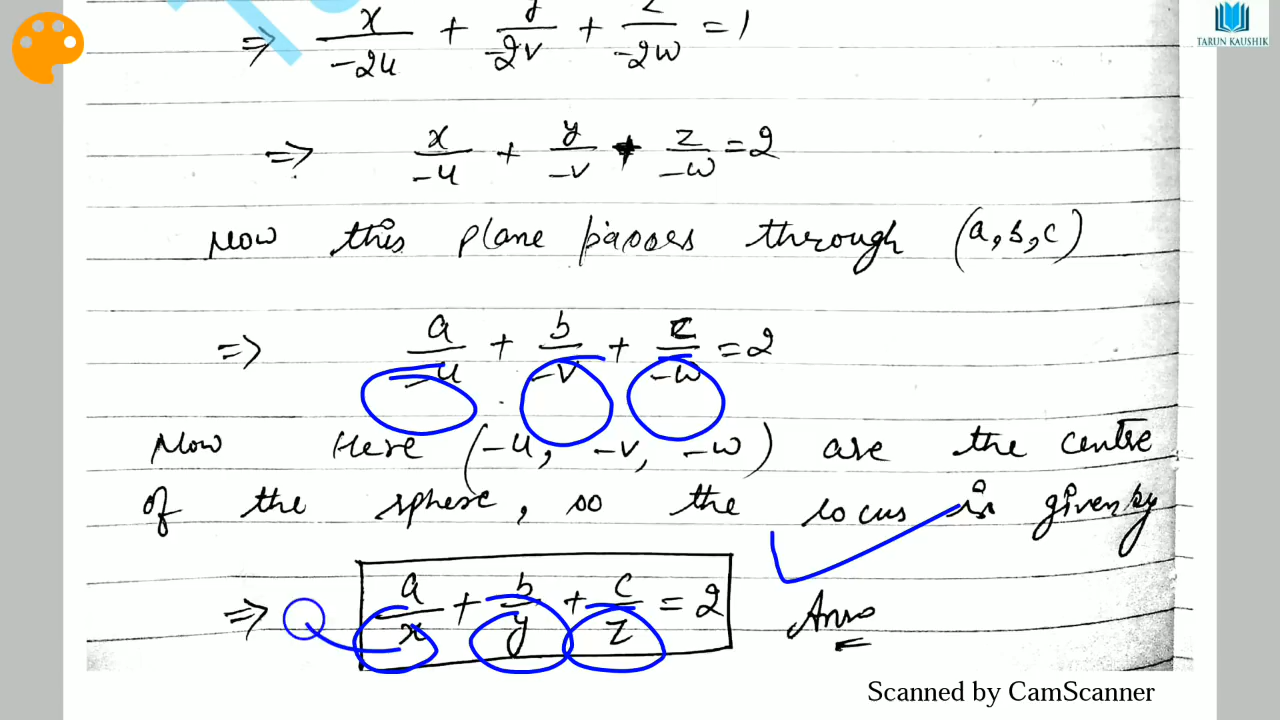 ⇒ x/-2u + y/-2v + z/-2w = 1
TARUN KAUSHIK
⇒ x/-u + y/-v + z/-w = 2
Now this plane passes through (a, b, c)
⇒ a/-u + b/-v + c/-w = 2
Now Here (-u, -v, -w) are the centre
of the sphere, so the locus is given by
⇒ a/x + b/y + c/z = 2 Ans
Scanned by CamScanner